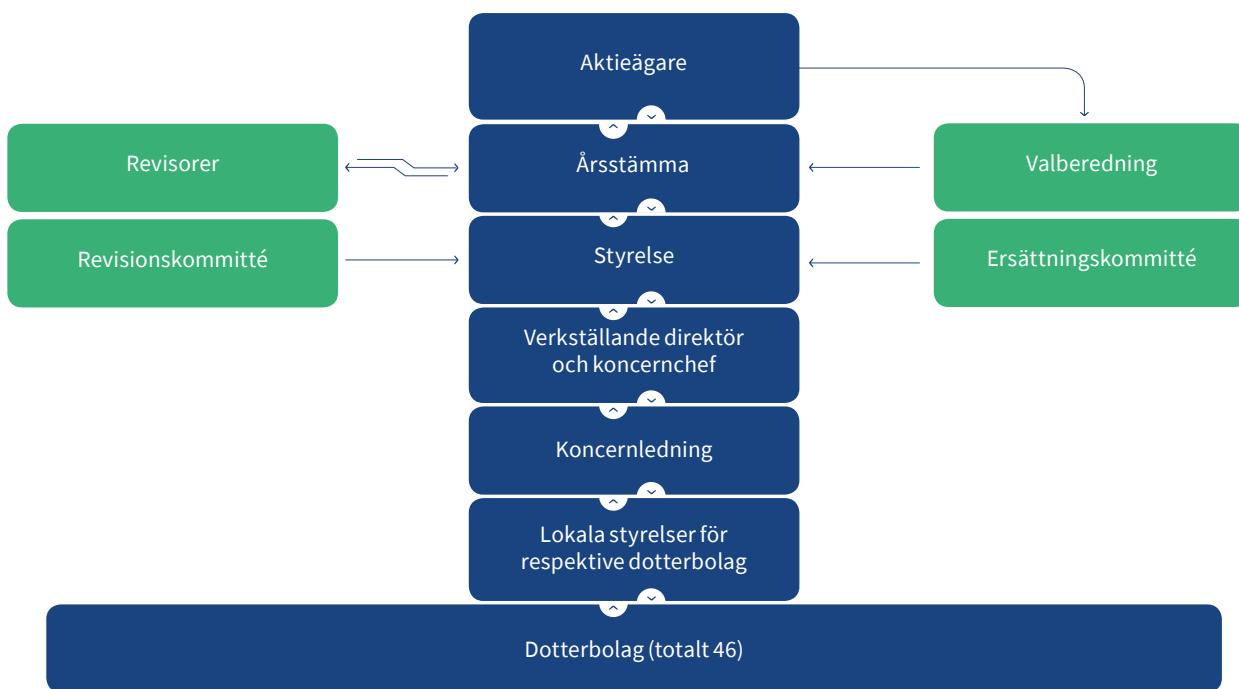 Aktieägare
Revisorer
Årsstämma
Valberedning
Revisionskommitté
Styrelse
Ersättningskommitté
Verkställande direktör
och koncernchef
Koncernledning
Lokala styrelser för
respektive dotterbolag
Dotterbolag (totalt 46)